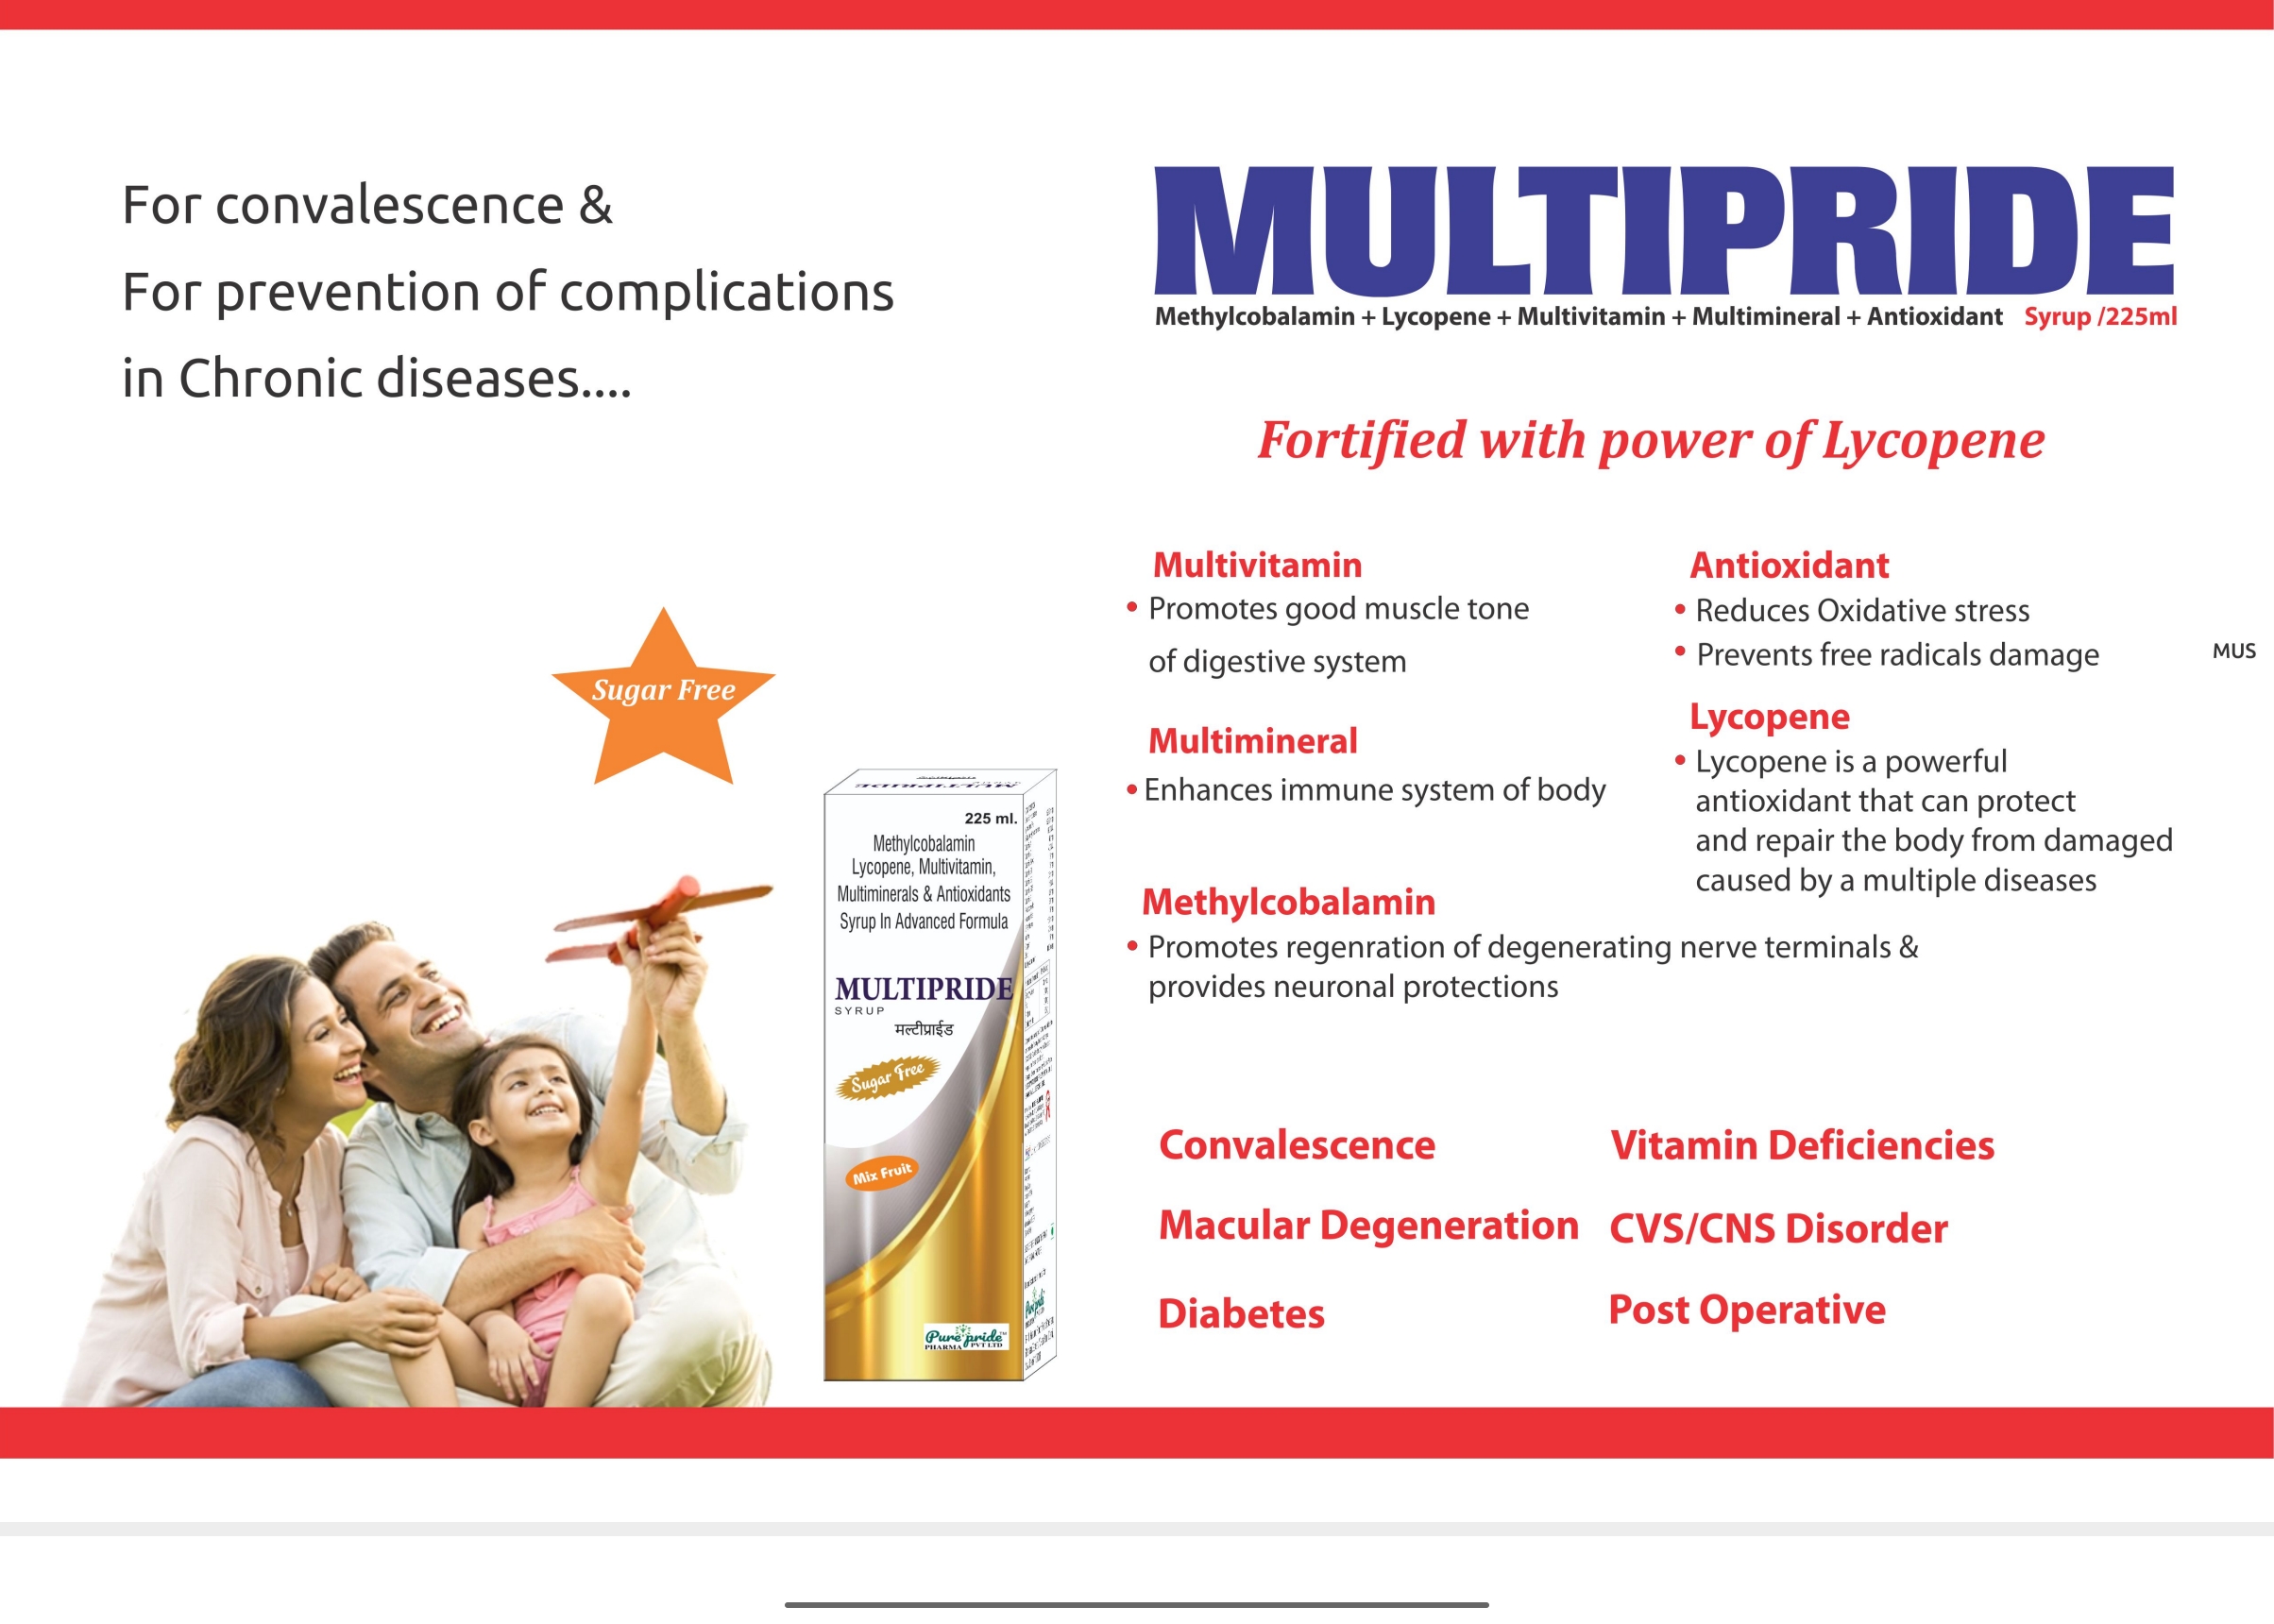 For convalescence &
For prevention of complications
in Chronic diseases....
Sugar Free
225 ml.
Methylcobalamin
Lycopene, Multivitamin,
Multiminerals & Antioxidants
Syrup In Advanced Formula
MULTIPRIDE
SYRUP
मल्टीप्राईड
Sugar Free
Mix Fruit
Pure pride™
PHARMA PVT LTD
MULTIPRIDE
Methylcobalamin + Lycopene + Multivitamin + Multimineral + Antioxidant Syrup /225ml
Fortified with power of Lycopene
Multivitamin
• Promotes good muscle tone
of digestive system
Multimineral
• Enhances immune system of body
Antioxidant
• Reduces Oxidative stress
• Prevents free radicals damage
Lycopene
• Lycopene is a powerful
antioxidant that can protect
and repair the body from damaged
caused by a multiple diseases
Methylcobalamin
• Promotes regenration of degenerating nerve terminals &
provides neuronal protections
Convalescence
Vitamin Deficiencies
Macular Degeneration
CVS/CNS Disorder
Diabetes
Post Operative
MUS